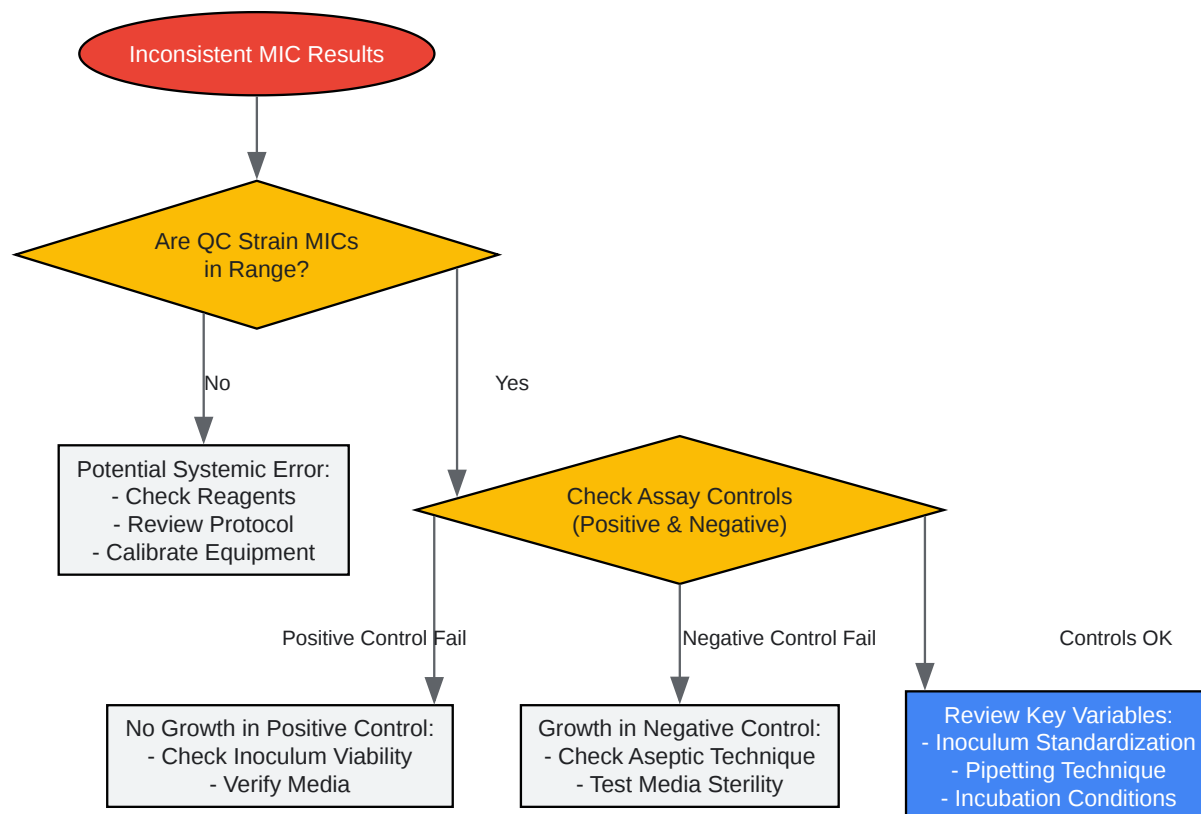 Inconsistent MIC Results
Are QC Strain MICs
in Range?
No
Yes
Potential Systemic Error:
- Check Reagents
- Review Protocol
- Calibrate Equipment
Check Assay Controls
(Positive & Negative)
Positive Control Fail
Negative Control Fail
Controls OK
No Growth in Positive Control:
- Check Inoculum Viability
- Verify Media
Growth in Negative Control:
- Check Aseptic Technique
- Test Media Sterility
Review Key Variables:
- Inoculum Standardization
- Pipetting Technique
- Incubation Conditions